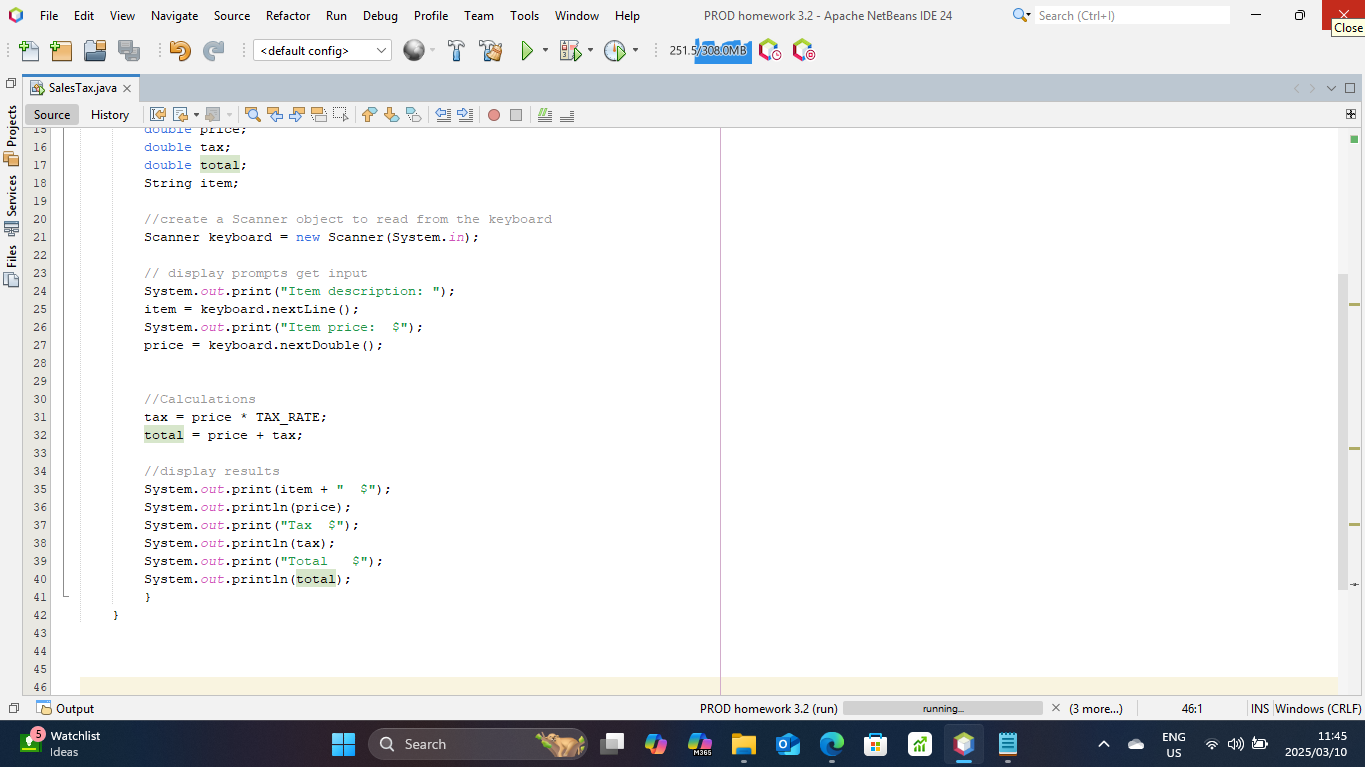 File Edit View Navigate Source Refactor Run Debug Profile Team Tools Window Help PROD homework 3.2 - Apache NetBeans IDE 24 Search (Ctrl+I)
Close
<default config> 251.5/308.0MB
SalesTax.java
Source History
Projects
Services
Files
15 double price;
16 double tax;
17 double total;
18 String item;
19
20 //create a Scanner object to read from the keyboard
21 Scanner keyboard = new Scanner(System.in);
22
23 // display prompts get input
24 System.out.print("Item description: ");
25 item = keyboard.nextLine();
26 System.out.print("Item price:  $");
27 price = keyboard.nextDouble();
28
29
30 //Calculations
31 tax = price * TAX_RATE;
32 total = price + tax;
33
34 //display results
35 System.out.print(item + "  $");
36 System.out.println(price);
37 System.out.print("Tax  $");
38 System.out.println(tax);
39 System.out.print("Total   $");
40 System.out.println(total);
41 }
42 }
43
44
45
46
Output PROD homework 3.2 (run) running... (3 more...) 46:1 INS Windows (CRLF)
5 Watchlist
Ideas
Search
M365
ENG
US
11:45
2025/03/10